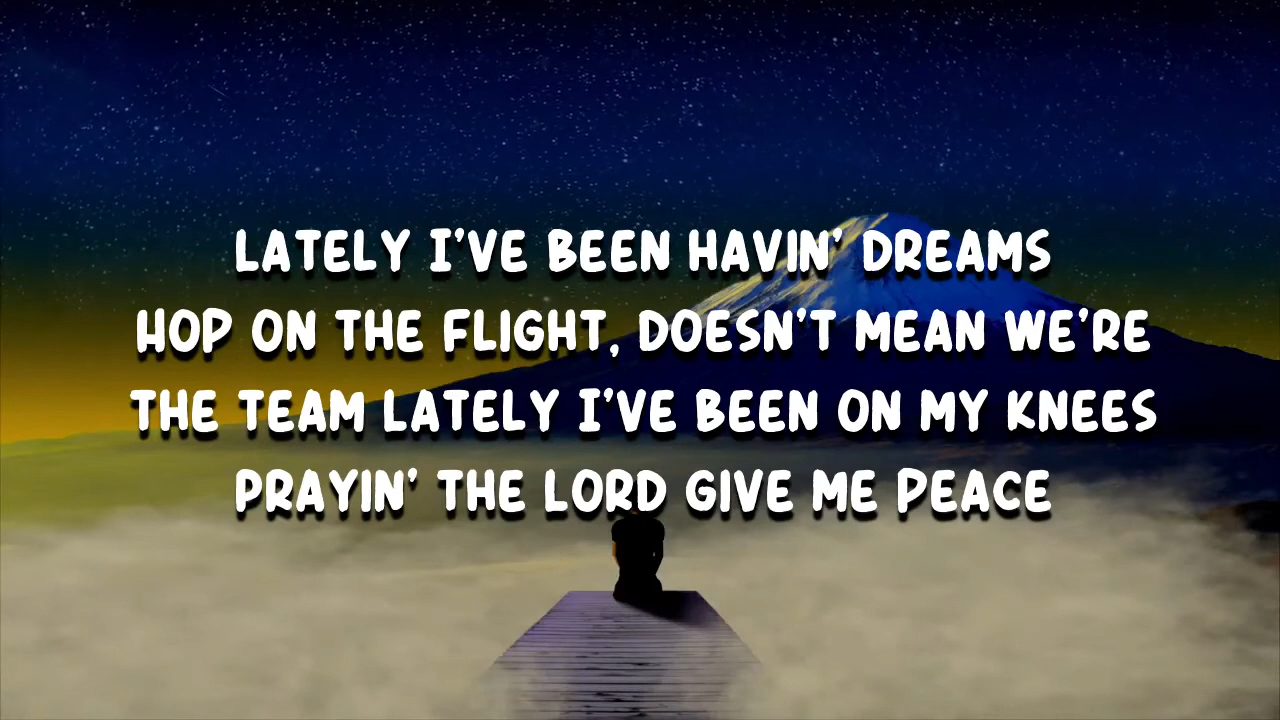 LATELY I'VE BEEN HAVIN' DREAMS
HOP ON THE FLIGHT, DOESN'T MEAN WE'RE
THE TEAM LATELY I'VE BEEN ON MY KNEES
PRAYIN' THE LORD GIVE ME PEACE